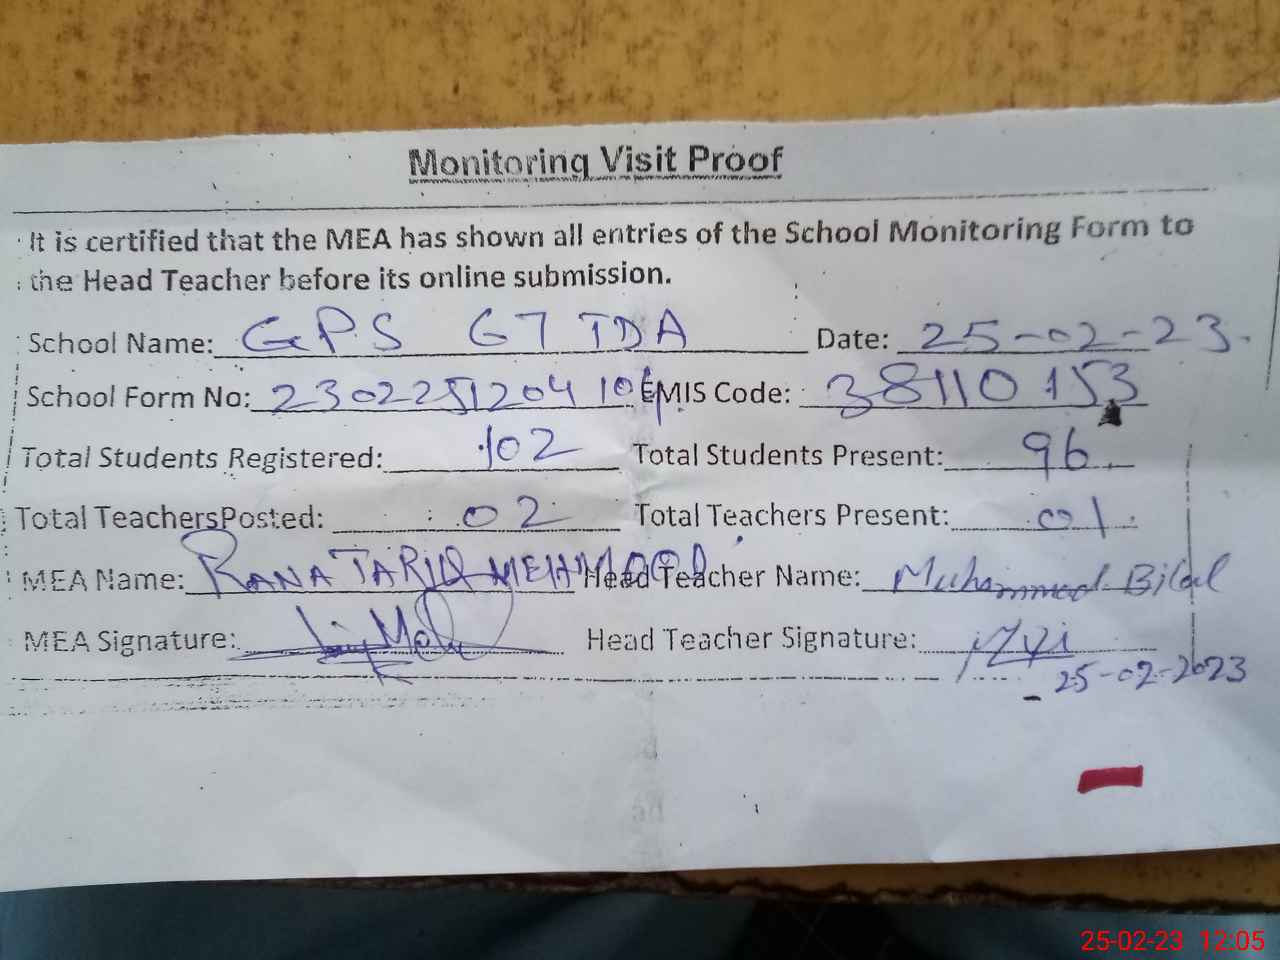 Monitoring Visit Proof
It is certified that the MEA has shown all entries of the School Monitoring Form to
the Head Teacher before its online submission.
School Name: GPS 67 TDA Date: 25-02-23.
School Form No: 230225120410 EMIS Code: 38110153
Total Students Registered: 102 Total Students Present: 96
Total TeachersPosted: 02 Total Teachers Present: 01
MEA Name: RANA TARIQ MEHMOOD Head Teacher Name: Muhammad Bilal
MEA Signature: Head Teacher Signature:
25-02-2023
25-02-23 12:05